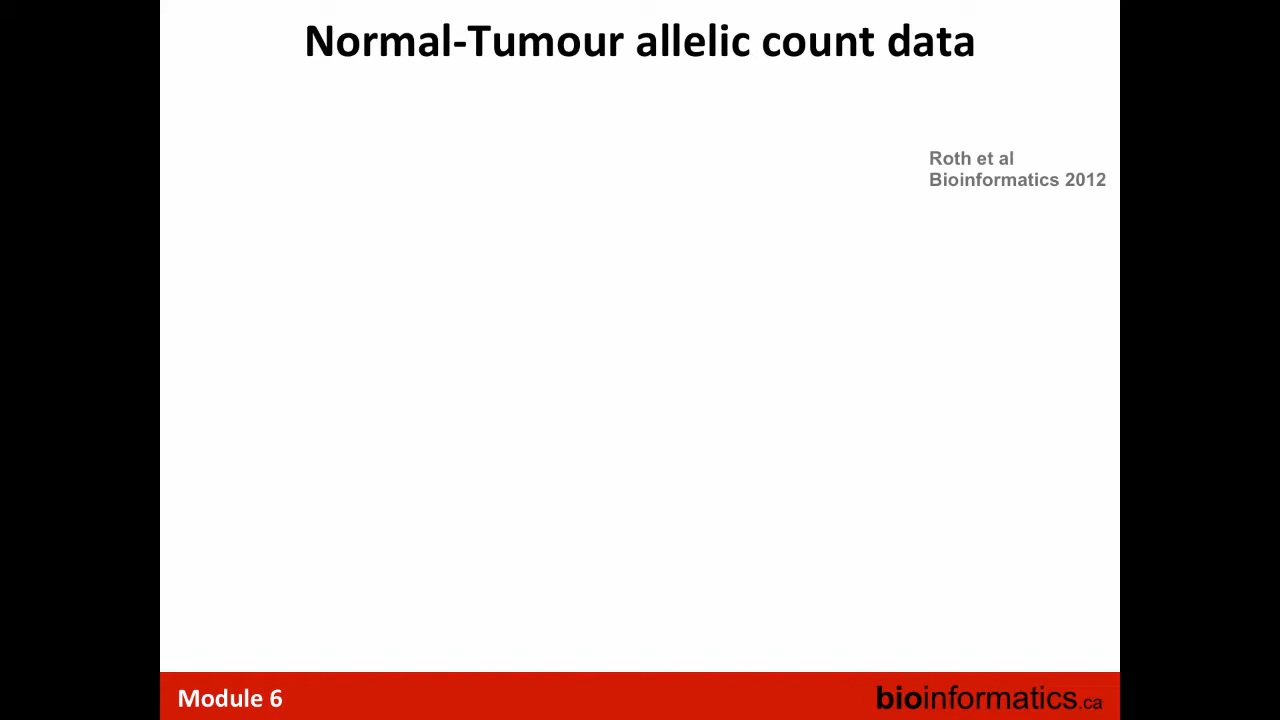 Normal-Tumour allelic count data
Roth et al
Bioinformatics 2012
Module 6
bioinformatics.ca